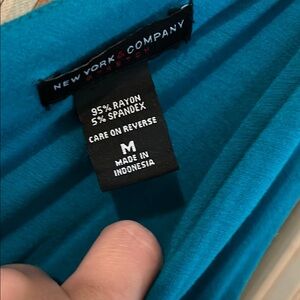 NEW YORK & COMPANY
95% RAYON
5% SPANDEX
CARE ON REVERSE
M
MADE IN
INDONESIA